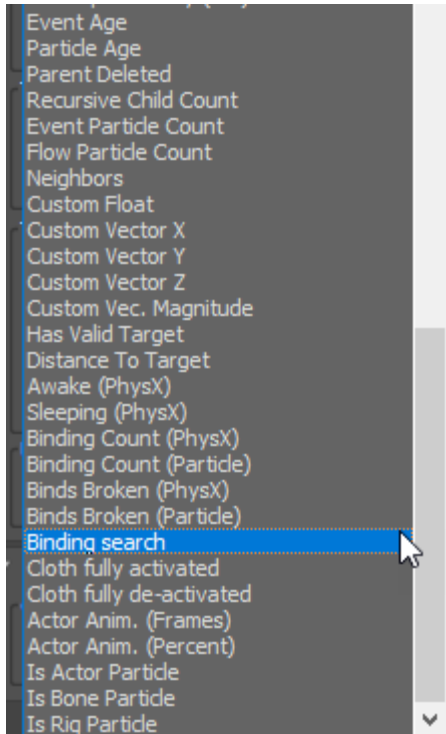 Event Age
Particle Age
Parent Deleted
Recursive Child Count
Event Particle Count
Flow Particle Count
Neighbors
Custom Float
Custom Vector X
Custom Vector Y
Custom Vector Z
Custom Vec. Magnitude
Has Valid Target
Distance To Target
Awake (PhysX)
Sleeping (PhysX)
Binding Count (PhysX)
Binding Count (Particle)
Binds Broken (PhysX)
Binds Broken (Particle)
Binding search
Cloth fully activated
Cloth fully de-activated
Actor Anim. (Frames)
Actor Anim. (Percent)
Is Actor Particle
Is Bone Particle
Is Rig Particle